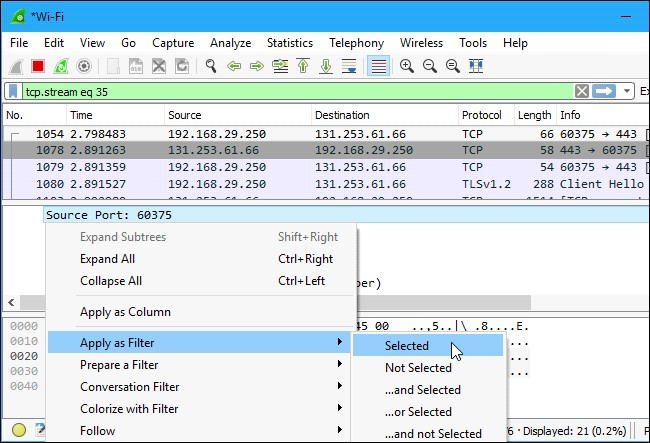 *Wi-Fi
File Edit View Go Capture Analyze Statistics Telephony Wireless Tools Help
tcp.stream eq 35
No. Time Source Destination Protocol Length Info
1054 2.798483 192.168.29.250 131.253.61.66 TCP 66 60375 → 443 [
1078 2.891263 131.253.61.66 192.168.29.250 TCP 58 443 → 60375 [
1079 2.891359 192.168.29.250 131.253.61.66 TCP 54 60375 → 443 [
1080 2.891527 192.168.29.250 131.253.61.66 TLSv1.2 288 Client Hello
Source Port: 60375
Expand Subtrees Shift+Right
Expand All Ctrl+Right
Collapse All Ctrl+Left
ber)
Apply as Column
0000 45 00 ..,5..|\ .8....E.
0010
0020
0030
0040
Apply as Filter
Prepare a Filter
Conversation Filter
Colorize with Filter
Follow
Selected
Not Selected
...and Selected
...or Selected
...and not Selected
6 · Displayed: 21 (0.2%)